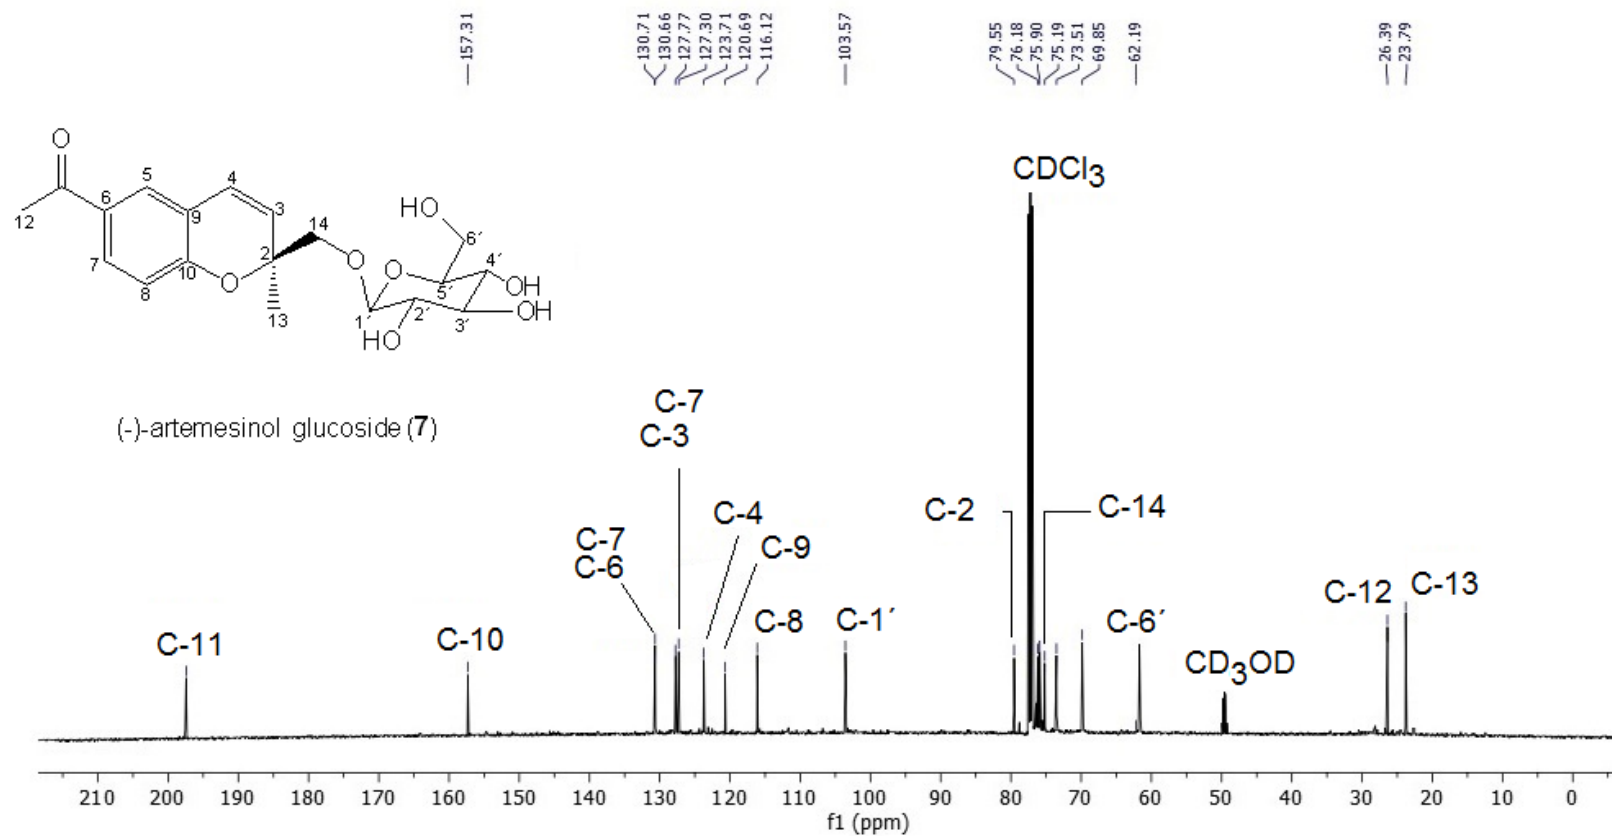 157.31
130.71
130.66
127.77
127.30
123.71
120.69
116.12
103.57
79.55
76.18
75.90
75.19
73.51
69.85
62.19
26.39
23.79
O
12
6
5
4
9
3
14
7
8
10
2
O
13
O
HO
6´
O
5´
4´
OH
1´
2´
3´
OH
HO
(-)-artemesinol glucoside (7)
CDCl3
C-7
C-3
C-7
C-6
C-4
C-9
C-8
C-2
C-14
C-11
C-10
C-1´
C-6´
CD3OD
C-12
C-13
210 200 190 180 170 160 150 140 130 120 110 100 90 80 70 60 50 40 30 20 10 0
f1 (ppm)